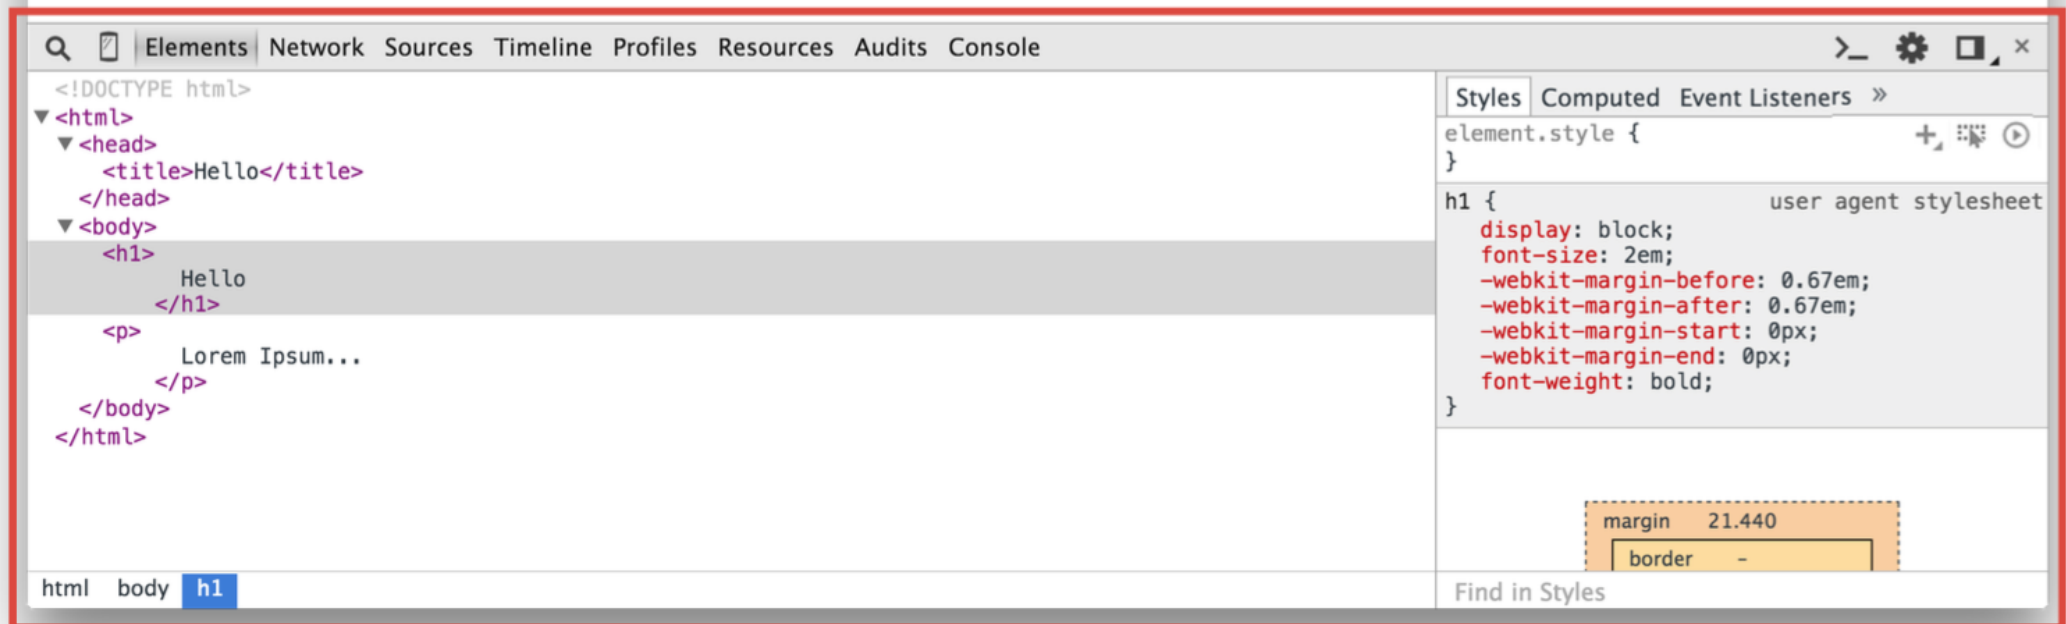 Elements Network Sources Timeline Profiles Resources Audits Console
<!DOCTYPE html>
<html>
<head>
<title>Hello</title>
</head>
<body>
<h1>
Hello
</h1>
<p>
Lorem Ipsum...
</p>
</body>
</html>
html body h1
Styles Computed Event Listeners »
element.style {
}
h1 { user agent stylesheet
display: block;
font-size: 2em;
-webkit-margin-before: 0.67em;
-webkit-margin-after: 0.67em;
-webkit-margin-start: 0px;
-webkit-margin-end: 0px;
font-weight: bold;
}
margin 21.440
border -
Find in Styles